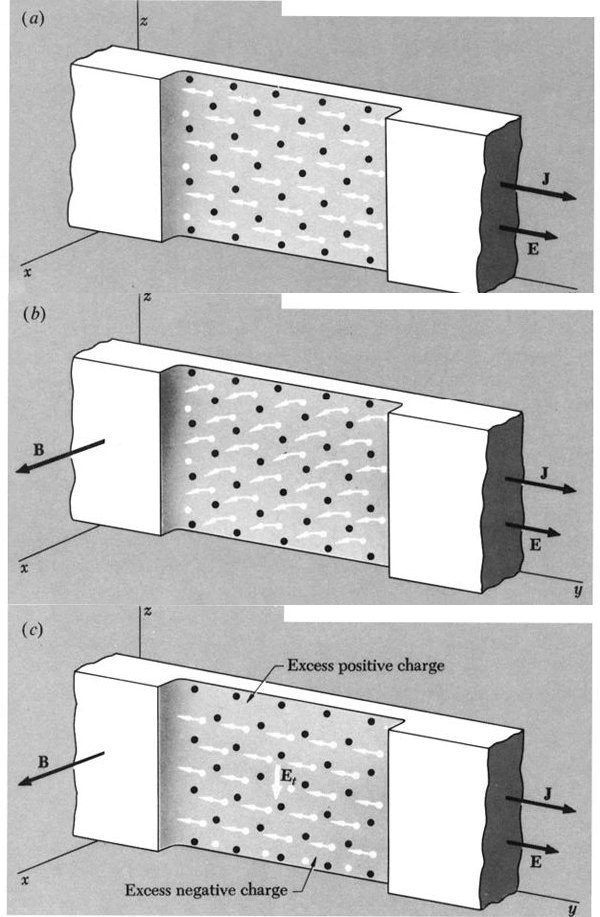 (a)
z
J
E
x
(b)
z
B
J
E
x
y
(c)
z
Excess positive charge
B
E_t
J
E
x
Excess negative charge
y